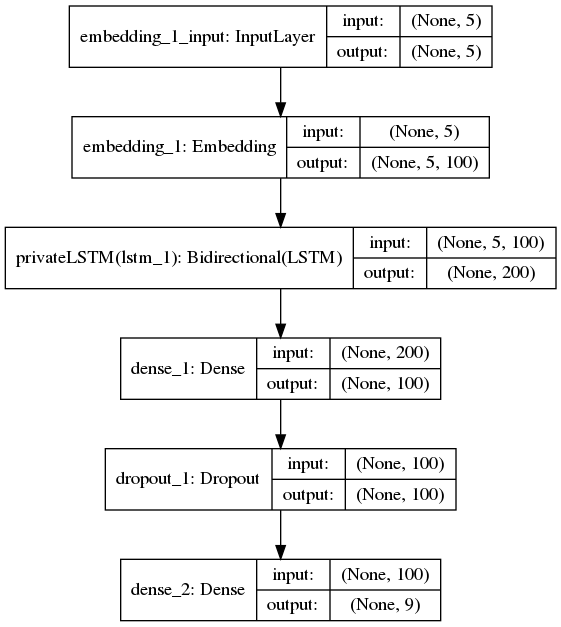 embedding_1_input: InputLayer
input: (None, 5)
output: (None, 5)
embedding_1: Embedding
input: (None, 5)
output: (None, 5, 100)
privateLSTM(lstm_1): Bidirectional(LSTM)
input: (None, 5, 100)
output: (None, 200)
dense_1: Dense
input: (None, 200)
output: (None, 100)
dropout_1: Dropout
input: (None, 100)
output: (None, 100)
dense_2: Dense
input: (None, 100)
output: (None, 9)